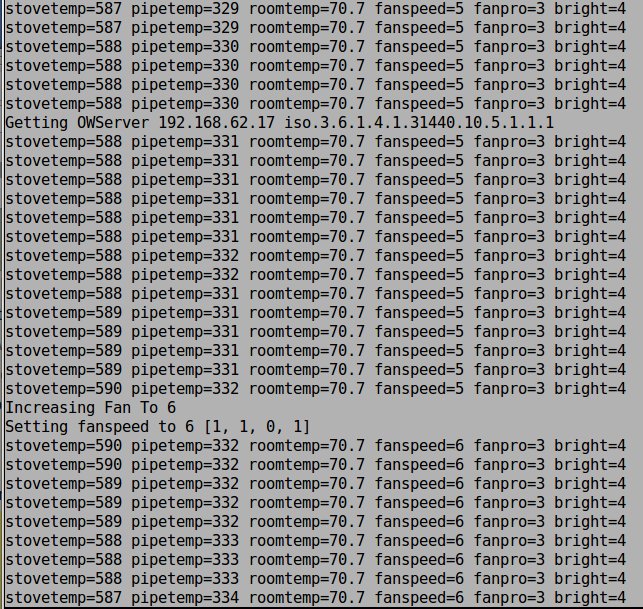 stovetemp=587 pipetemp=329 roomtemp=70.7 fanspeed=5 fanpro=3 bright=4
stovetemp=587 pipetemp=329 roomtemp=70.7 fanspeed=5 fanpro=3 bright=4
stovetemp=588 pipetemp=330 roomtemp=70.7 fanspeed=5 fanpro=3 bright=4
stovetemp=588 pipetemp=330 roomtemp=70.7 fanspeed=5 fanpro=3 bright=4
stovetemp=588 pipetemp=330 roomtemp=70.7 fanspeed=5 fanpro=3 bright=4
stovetemp=588 pipetemp=330 roomtemp=70.7 fanspeed=5 fanpro=3 bright=4
Getting OWServer 192.168.62.17 iso.3.6.1.4.1.31440.10.5.1.1.1
stovetemp=588 pipetemp=331 roomtemp=70.7 fanspeed=5 fanpro=3 bright=4
stovetemp=588 pipetemp=331 roomtemp=70.7 fanspeed=5 fanpro=3 bright=4
stovetemp=588 pipetemp=331 roomtemp=70.7 fanspeed=5 fanpro=3 bright=4
stovetemp=588 pipetemp=331 roomtemp=70.7 fanspeed=5 fanpro=3 bright=4
stovetemp=588 pipetemp=331 roomtemp=70.7 fanspeed=5 fanpro=3 bright=4
stovetemp=588 pipetemp=331 roomtemp=70.7 fanspeed=5 fanpro=3 bright=4
stovetemp=588 pipetemp=332 roomtemp=70.7 fanspeed=5 fanpro=3 bright=4
stovetemp=588 pipetemp=332 roomtemp=70.7 fanspeed=5 fanpro=3 bright=4
stovetemp=588 pipetemp=331 roomtemp=70.7 fanspeed=5 fanpro=3 bright=4
stovetemp=589 pipetemp=331 roomtemp=70.7 fanspeed=5 fanpro=3 bright=4
stovetemp=589 pipetemp=331 roomtemp=70.7 fanspeed=5 fanpro=3 bright=4
stovetemp=589 pipetemp=331 roomtemp=70.7 fanspeed=5 fanpro=3 bright=4
stovetemp=589 pipetemp=331 roomtemp=70.7 fanspeed=5 fanpro=3 bright=4
stovetemp=590 pipetemp=332 roomtemp=70.7 fanspeed=5 fanpro=3 bright=4
Increasing Fan To 6
Setting fanspeed to 6 [1, 1, 0, 1]
stovetemp=590 pipetemp=332 roomtemp=70.7 fanspeed=6 fanpro=3 bright=4
stovetemp=590 pipetemp=332 roomtemp=70.7 fanspeed=6 fanpro=3 bright=4
stovetemp=589 pipetemp=332 roomtemp=70.7 fanspeed=6 fanpro=3 bright=4
stovetemp=589 pipetemp=332 roomtemp=70.7 fanspeed=6 fanpro=3 bright=4
stovetemp=589 pipetemp=332 roomtemp=70.7 fanspeed=6 fanpro=3 bright=4
stovetemp=588 pipetemp=333 roomtemp=70.7 fanspeed=6 fanpro=3 bright=4
stovetemp=588 pipetemp=333 roomtemp=70.7 fanspeed=6 fanpro=3 bright=4
stovetemp=588 pipetemp=333 roomtemp=70.7 fanspeed=6 fanpro=3 bright=4
stovetemp=587 pipetemp=334 roomtemp=70.7 fanspeed=6 fanpro=3 bright=4